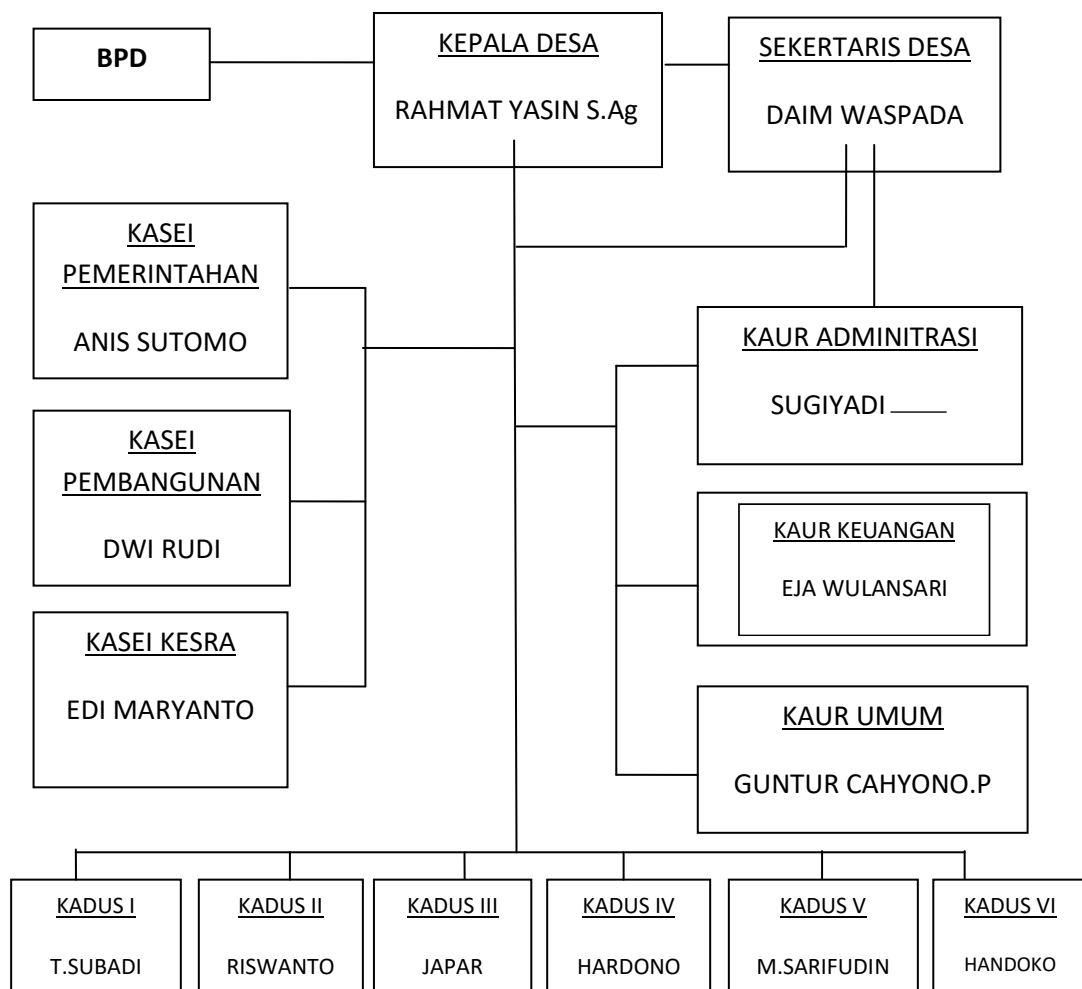 BPD
KEPALA DESA
RAHMAT YASIN S.Ag
SEKERTARIS DESA
DAIM WASPADA
KASEI
PEMERINTAHAN
ANIS SUTOMO
KASEI
PEMBANGUNAN
DWI RUDI
KASEI KESRA
EDI MARYANTO
KAUR ADMINITRASI
SUGIYADI
KAUR KEUANGAN
EJA WULANSARI
KAUR UMUM
GUNTUR CAHYONO.P
KADUS I
T.SUBADI
KADUS II
RISWANTO
KADUS III
JAPAR
KADUS IV
HARDONO
KADUS V
M.SARIFUDIN
KADUS VI
HANDOKO